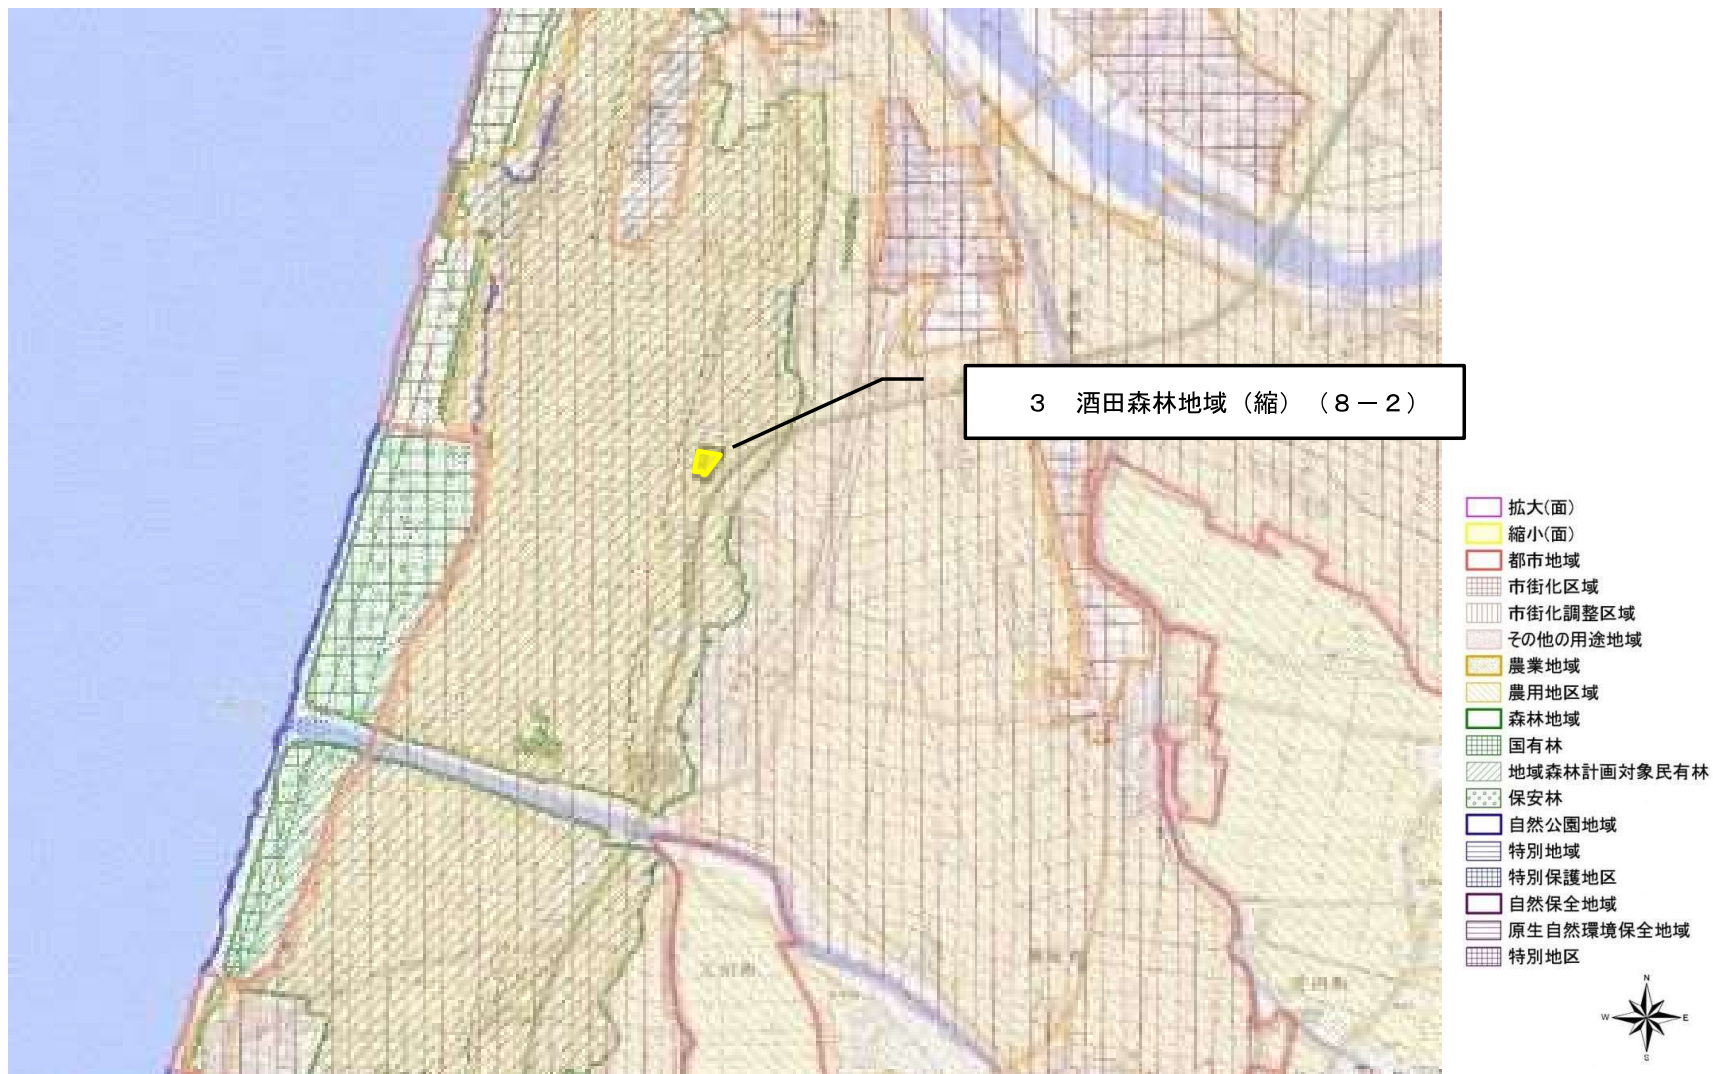 3 酒田森林地域（縮）（8－2）
拡大(面)
縮小(面)
都市地域
市街化区域
市街化調整区域
その他の用途地域
農業地域
農用地区域
森林地域
国有林
地域森林計画対象民有林
保安林
自然公園地域
特別地域
特別保護地区
自然保全地域
原生自然環境保全地域
特別地区
N
W E
S